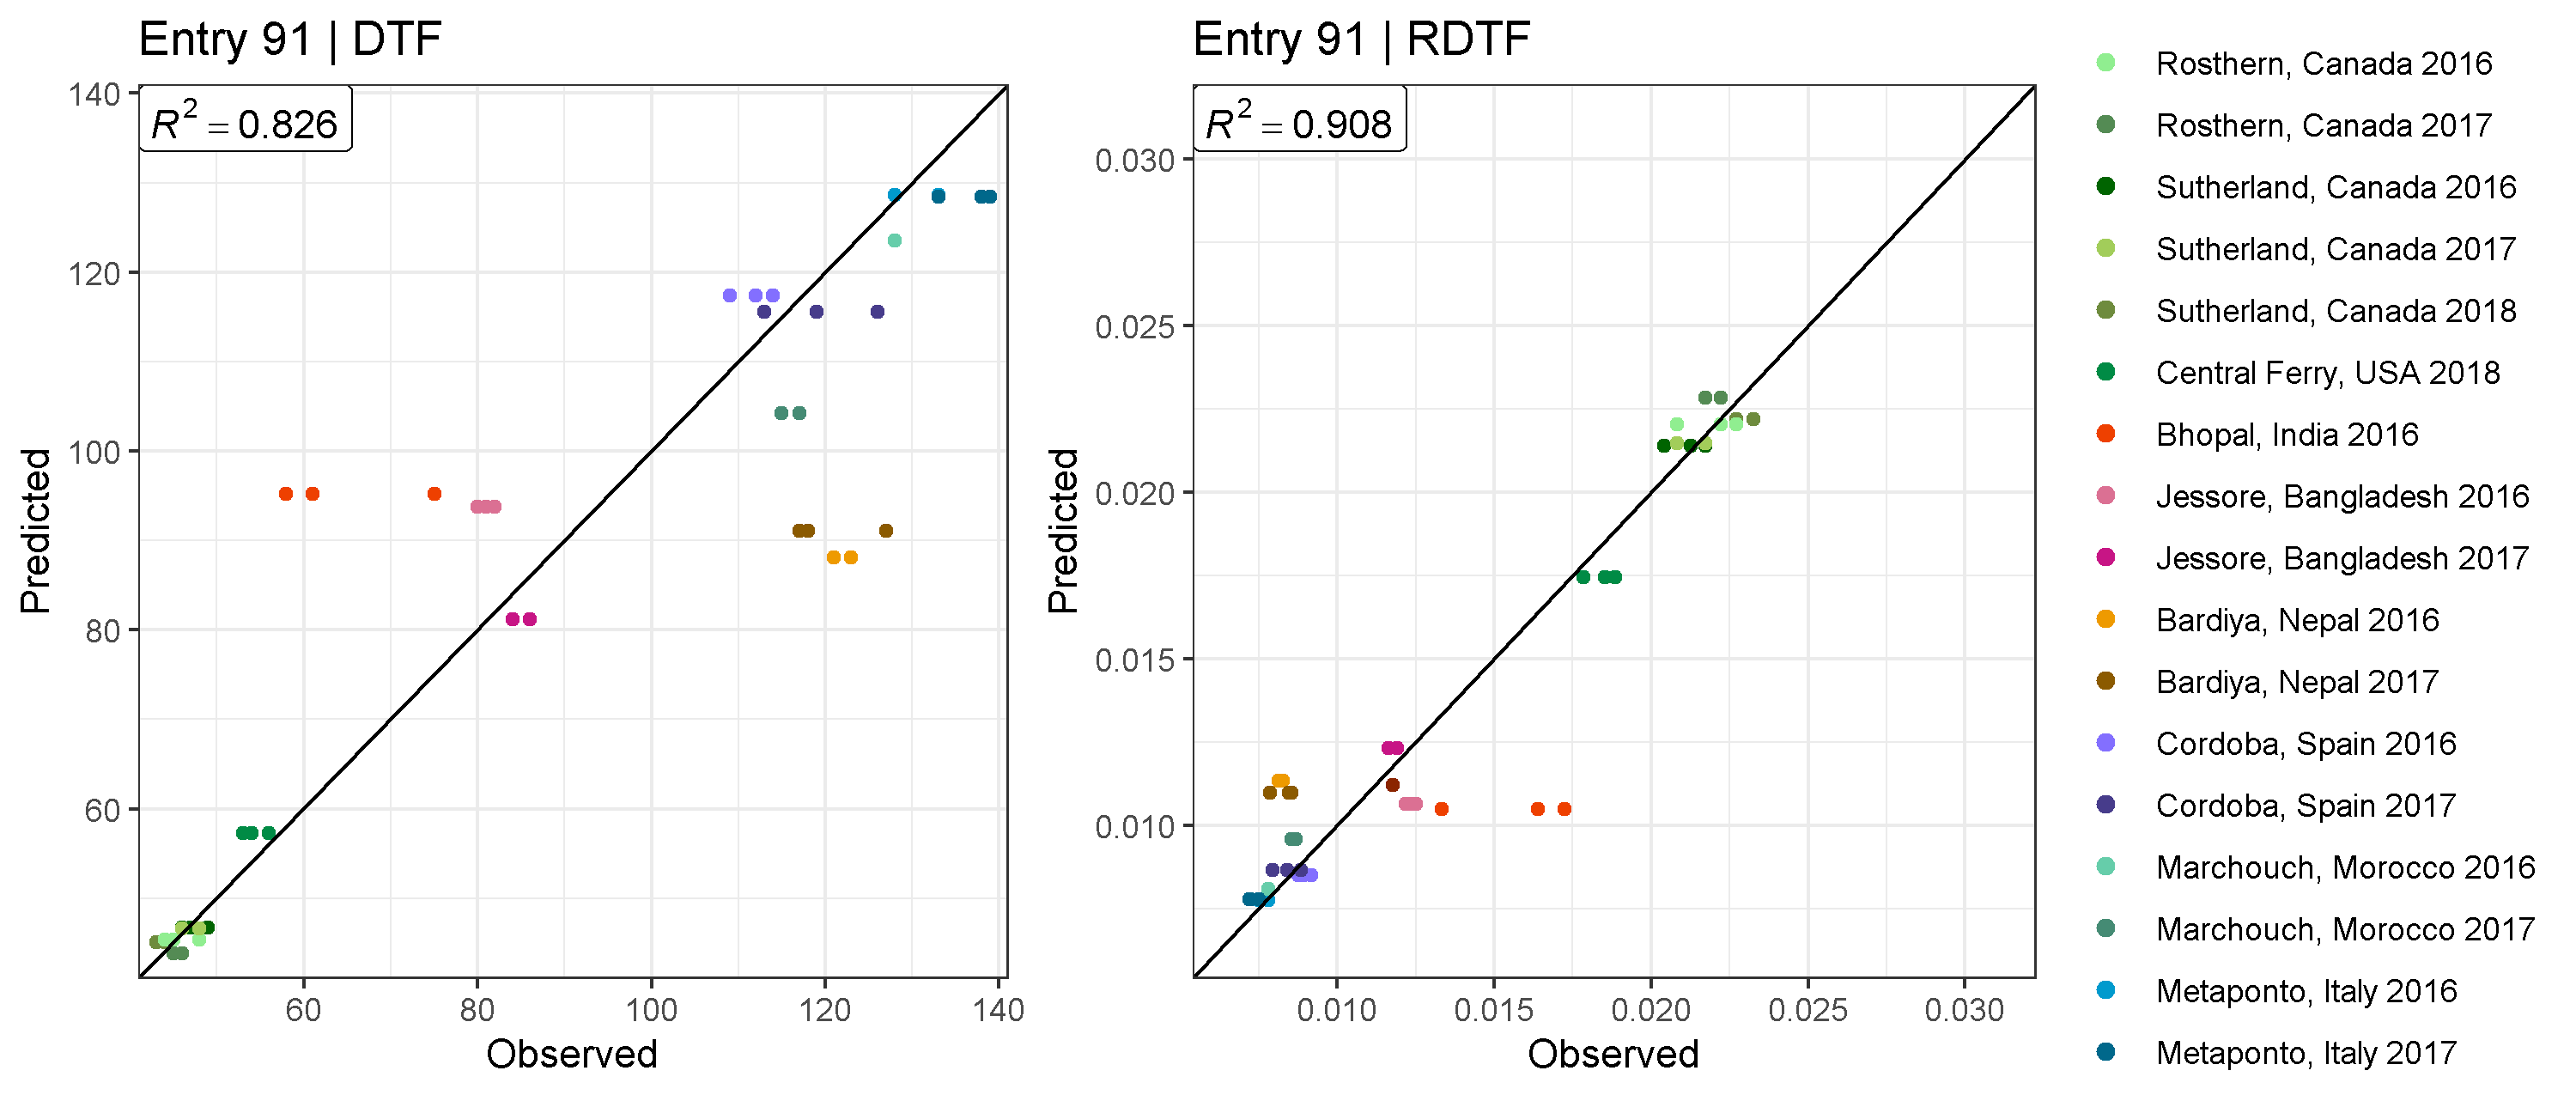 Entry 91 | DTF
R² = 0.826
140
120
100
80
60
60 80 100 120 140
Observed
Predicted
Entry 91 | RDTF
R² = 0.908
0.030
0.025
0.020
0.015
0.010
0.010 0.015 0.020 0.025 0.030
Observed
Predicted
Rosthern, Canada 2016
Rosthern, Canada 2017
Sutherland, Canada 2016
Sutherland, Canada 2017
Sutherland, Canada 2018
Central Ferry, USA 2018
Bhopal, India 2016
Jessore, Bangladesh 2016
Jessore, Bangladesh 2017
Bardiya, Nepal 2016
Bardiya, Nepal 2017
Cordoba, Spain 2016
Cordoba, Spain 2017
Marchouch, Morocco 2016
Marchouch, Morocco 2017
Metaponto, Italy 2016
Metaponto, Italy 2017